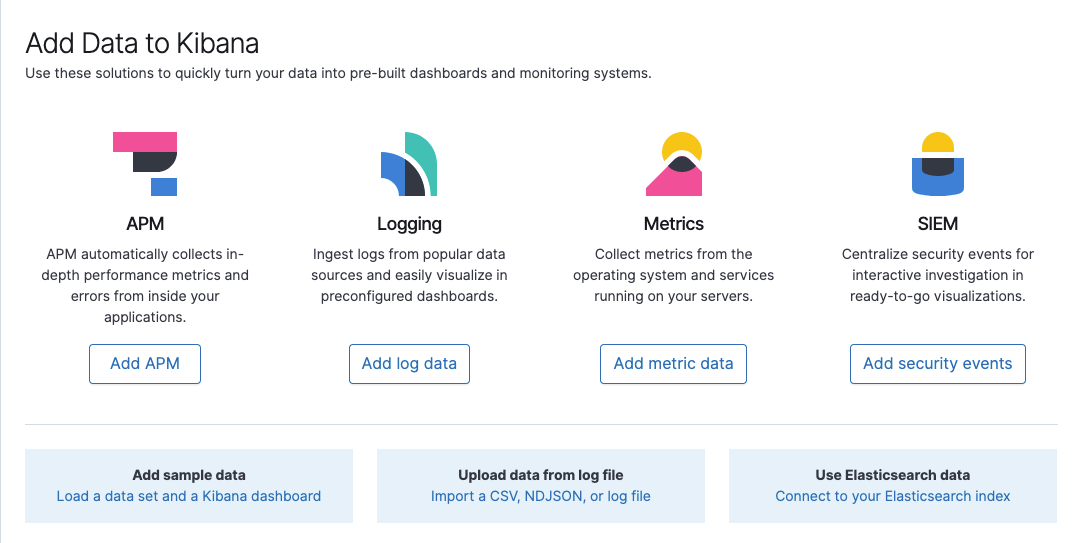 Add Data to Kibana
Use these solutions to quickly turn your data into pre-built dashboards and monitoring systems.
APM
APM automatically collects in-
depth performance metrics and
errors from inside your
applications.
Add APM
Logging
Ingest logs from popular data
sources and easily visualize in
preconfigured dashboards.
Add log data
Metrics
Collect metrics from the
operating system and services
running on your servers.
Add metric data
SIEM
Centralize security events for
interactive investigation in
ready-to-go visualizations.
Add security events
Add sample data
Load a data set and a Kibana dashboard
Upload data from log file
Import a CSV, NDJSON, or log file
Use Elasticsearch data
Connect to your Elasticsearch index